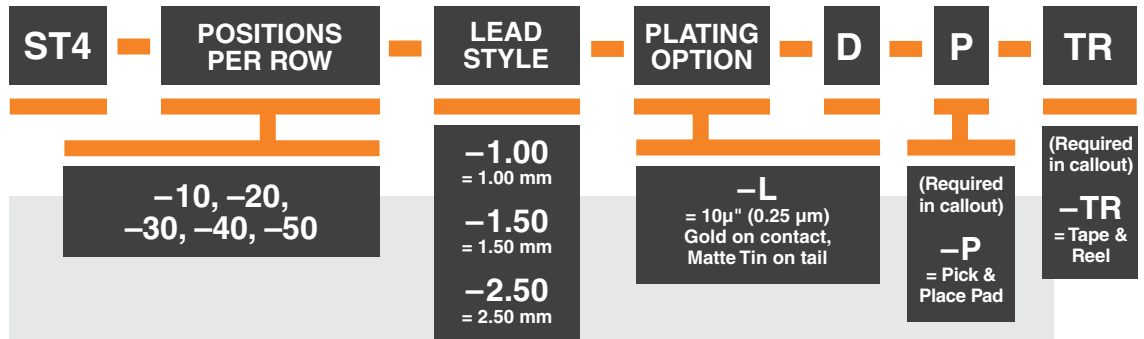 ST4
POSITIONS
PER ROW
LEAD
STYLE
PLATING
OPTION
D
P
TR
–10, –20,
–30, –40, –50
–1.00
= 1.00 mm
–1.50
= 1.50 mm
–2.50
= 2.50 mm
–L
= 10µ" (0.25 µm)
Gold on contact,
Matte Tin on tail
(Required
in callout)
–P
= Pick &
Place Pad
(Required
in callout)
–TR
= Tape &
Reel